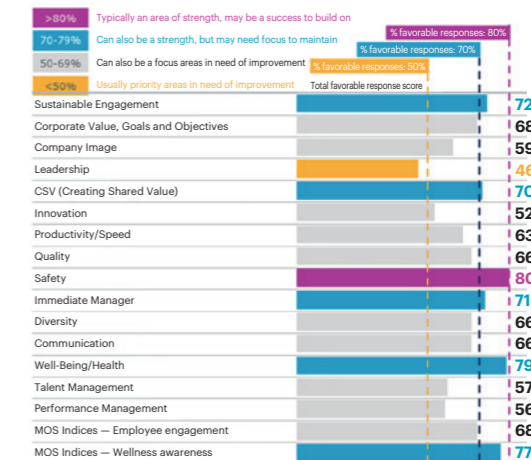 >80% Typically an area of strength, may be a success to build on
% favorable responses: 80%
70-79% Can also be a strength, but may need focus to maintain
% favorable responses: 70%
50-69% Can also be a focus areas in need of improvement
% favorable responses: 50%
<50% Usually priority areas in need of improvement
Total favorable response score
Sustainable Engagement 72
Corporate Value, Goals and Objectives 68
Company Image 59
Leadership 46
CSV (Creating Shared Value) 70
Innovation 52
Productivity/Speed 63
Quality 66
Safety 80
Immediate Manager 71
Diversity 66
Communication 66
Well-Being/Health 79
Talent Management 57
Performance Management 56
MOS Indices — Employee engagement 68
MOS Indices — Wellness awareness 77